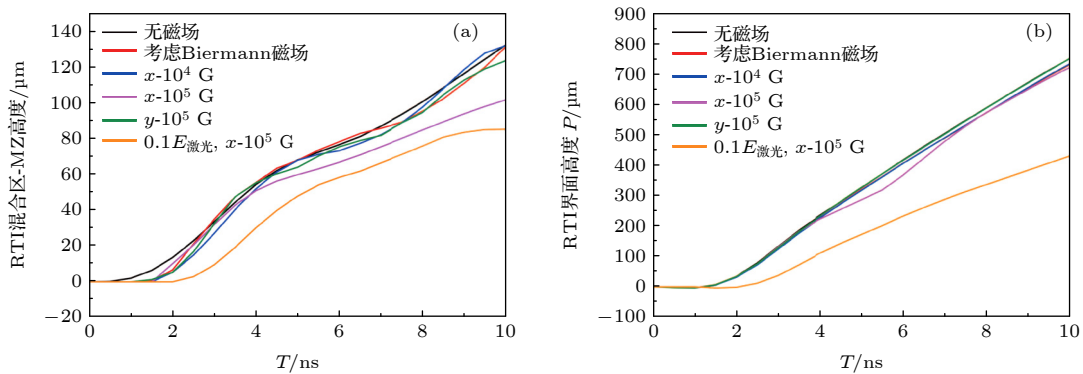 (a)
无磁场
考虑Biermann磁场
x-10⁴ G
x-10⁵ G
y-10⁵ G
0.1E激光, x-10⁵ G
RTI混合区-MZ高度/μm
140
120
100
80
60
40
20
0
−20
0 2 4 6 8 10
T/ns
(b)
无磁场
考虑Biermann磁场
x-10⁴ G
x-10⁵ G
y-10⁵ G
0.1E激光, x-10⁵ G
RTI界面高度 P/μm
900
800
700
600
500
400
300
200
100
0
−100
0 2 4 6 8 10
T/ns